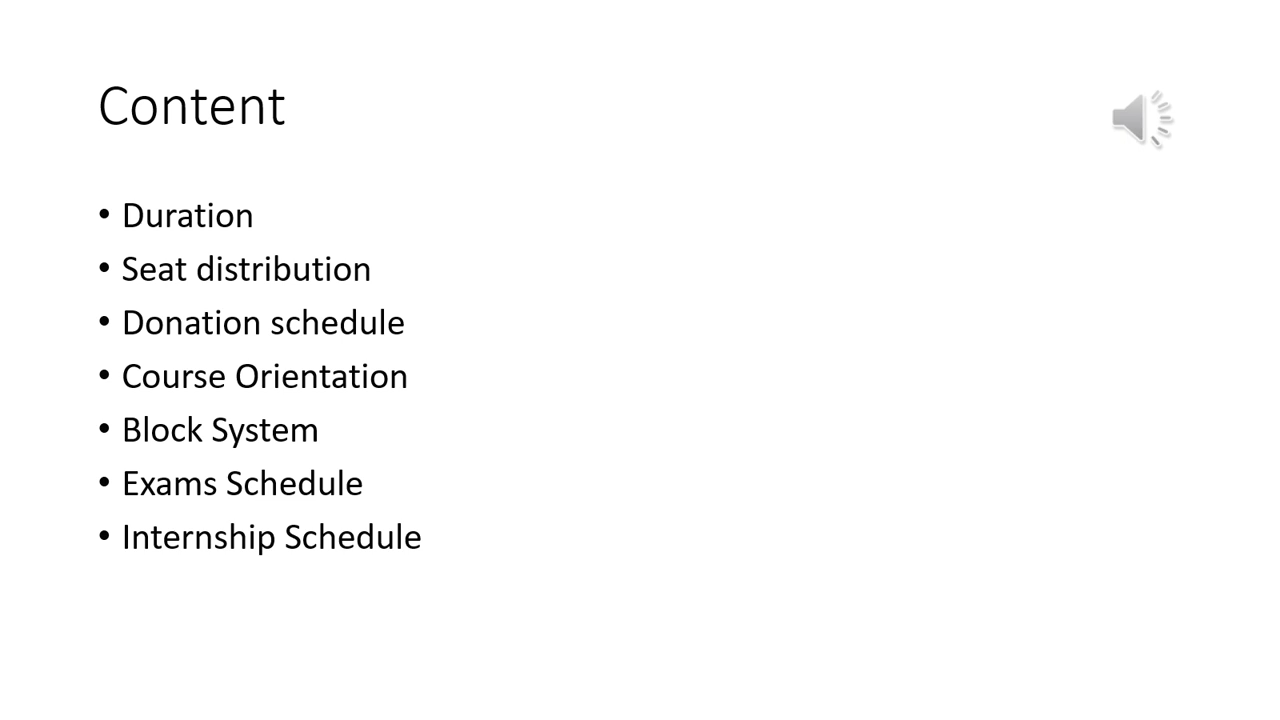 Content
• Duration
• Seat distribution
• Donation schedule
• Course Orientation
• Block System
• Exams Schedule
• Internship Schedule